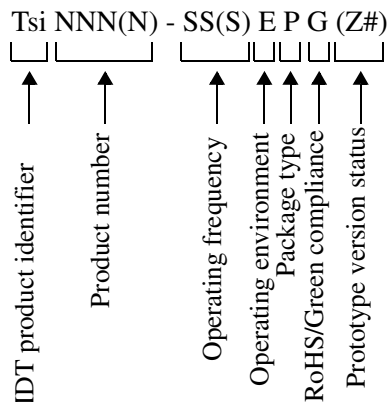 Tsi NNN(N) - SS(S) E P G (Z#)
IDT product identifier
Product number
Operating frequency
Operating environment
Package type
RoHS/Green compliance
Prototype version status